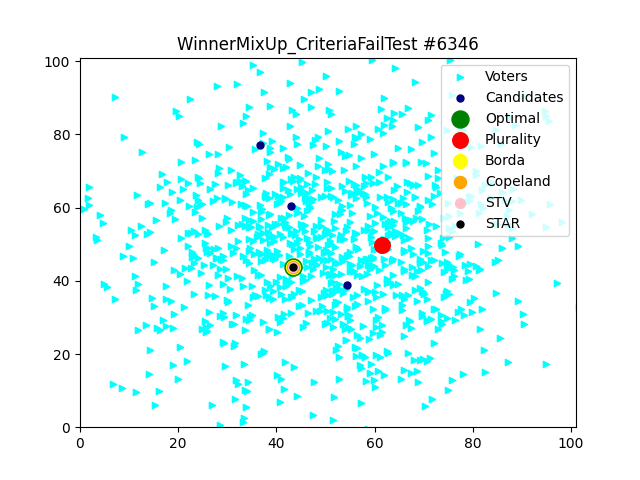 WinnerMixUp_CriteriaFailTest #6346
100
80
60
40
20
0
0 20 40 60 80 100
Voters
Candidates
Optimal
Plurality
Borda
Copeland
STV
STAR